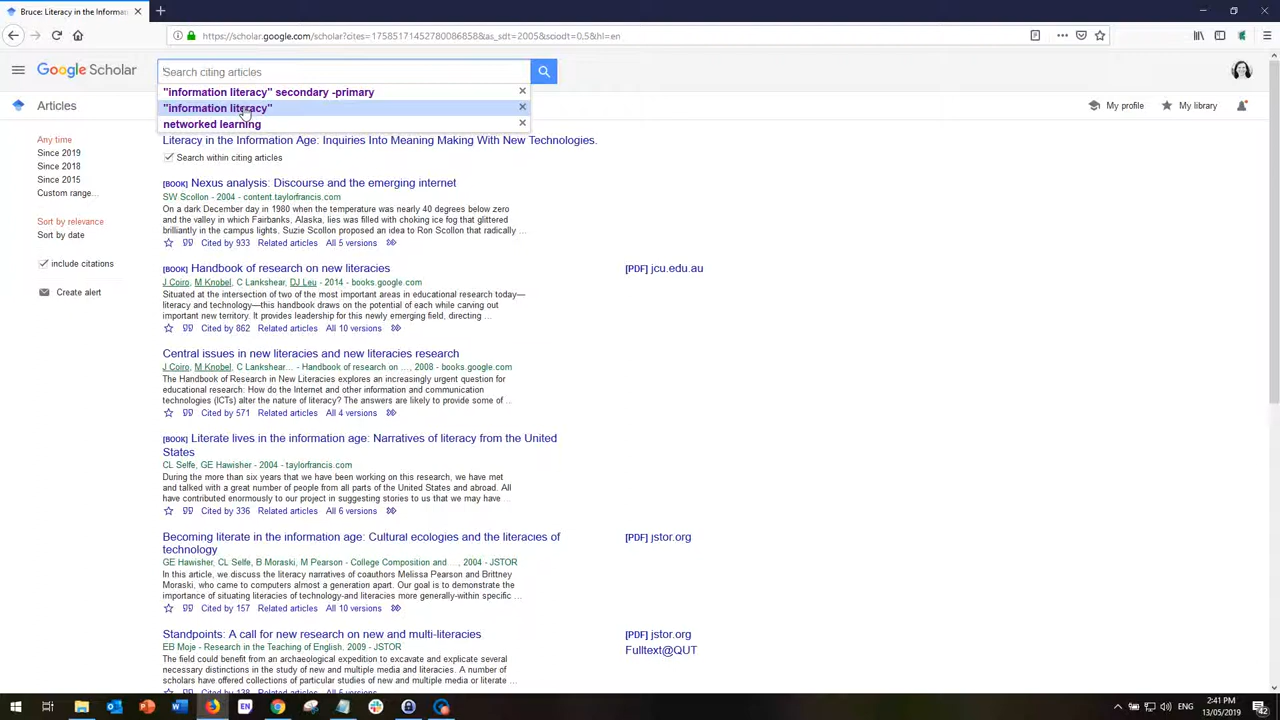 Bruce: Literacy in the Informati
https://scholar.google.com/scholar?cites=17585171452780086858&as_sdt=2005&sciodt=0,5&hl=en
Google Scholar
Search citing articles
"information literacy" secondary -primary
"information literacy"
networked learning
Articles
My profile
My library
Literacy in the Information Age: Inquiries Into Meaning Making With New Technologies.
Search within citing articles
Any time
Since 2019
Since 2018
Since 2015
Custom range...
Sort by relevance
Sort by date
include citations
Create alert
[BOOK] Nexus analysis: Discourse and the emerging internet
SW Scollon - 2004 - content.taylorfrancis.com
On a dark December day in 1980 when the temperature was nearly 40 degrees below zero
and the valley in which Fairbanks, Alaska, lies was filled with choking ice fog that glittered
brilliantly in the campus lights. Suzie Scollon proposed an idea to Ron Scollon that radically ...
Cited by 933 Related articles All 5 versions
[BOOK] Handbook of research on new literacies
[PDF] jcu.edu.au
J Coiro, M Knobel, C Lankshear, DJ Leu - 2014 - books.google.com
Situated at the intersection of two of the most important areas in educational research today—
literacy and technology—this handbook draws on the potential of each while carving out
important new territory. It provides leadership for this newly emerging field, directing ...
Cited by 862 Related articles All 10 versions
Central issues in new literacies and new literacies research
J Coiro, M Knobel, C Lankshear... - Handbook of research on ..., 2008 - books.google.com
The Handbook of Research in New Literacies explores an increasingly urgent question for
educational research: How do the Internet and other information and communication
technologies (ICTs) alter the nature of literacy? The answers are likely to provide some of ...
Cited by 571 Related articles All 4 versions
[BOOK] Literate lives in the information age: Narratives of literacy from the United
States
CL Selfe, GE Hawisher - 2004 - taylorfrancis.com
During the more than six years that we have been working on this research, we have met
and talked with a great number of people from all parts of the United States and abroad. All
have contributed enormously to our project in suggesting stories to us that we may have ...
Cited by 336 Related articles All 6 versions
Becoming literate in the information age: Cultural ecologies and the literacies of
technology
[PDF] jstor.org
GE Hawisher, CL Selfe, B Moraski, M Pearson - College Composition and ..., 2004 - JSTOR
In this article, we discuss the literacy narratives of coauthors Melissa Pearson and Brittney
Moraski, who came to computers almost a generation apart. Our goal is to demonstrate the
importance of situating literacies of technology-and literacies more generally-within specific ...
Cited by 157 Related articles All 10 versions
Standpoints: A call for new research on new and multi-literacies
[PDF] jstor.org
Fulltext@QUT
EB Moje - Research in the Teaching of English, 2009 - JSTOR
The field could benefit from an archaeological expedition to excavate and explicate several
necessary distinctions in the study of new and multiple media and literacies. A number of
scholars have offered collections of particular studies of new and multiple media or literate ...
Cited by 138 Related articles All 5 versions
EN
ENG
2:41 PM
13/05/2019
42